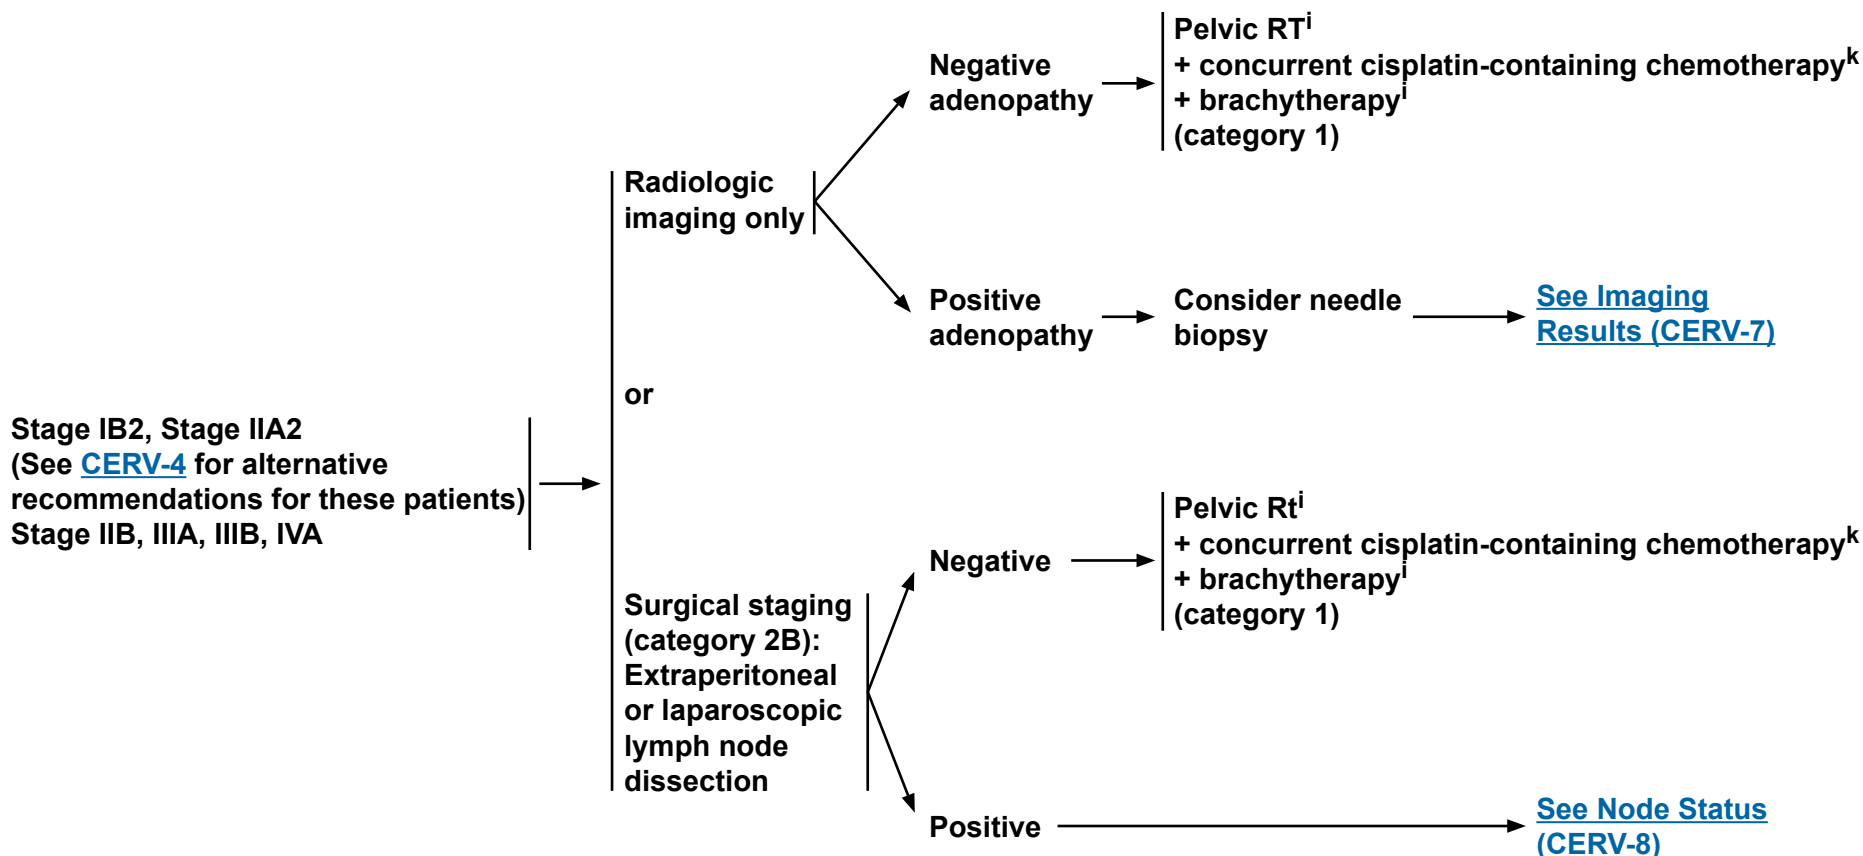 Stage IB2, Stage IIA2
(See CERV-4 for alternative
recommendations for these patients)
Stage IIB, IIIA, IIIB, IVA
Radiologic
imaging only
or
Surgical staging
(category 2B):
Extraperitoneal
or laparoscopic
lymph node
dissection
Negative
adenopathy
Pelvic RTi
+ concurrent cisplatin-containing chemotherapyk
+ brachytherapyi
(category 1)
Positive
adenopathy
Consider needle
biopsy
See Imaging
Results (CERV-7)
Negative
Pelvic Rti
+ concurrent cisplatin-containing chemotherapyk
+ brachytherapyi
(category 1)
Positive
See Node Status
(CERV-8)